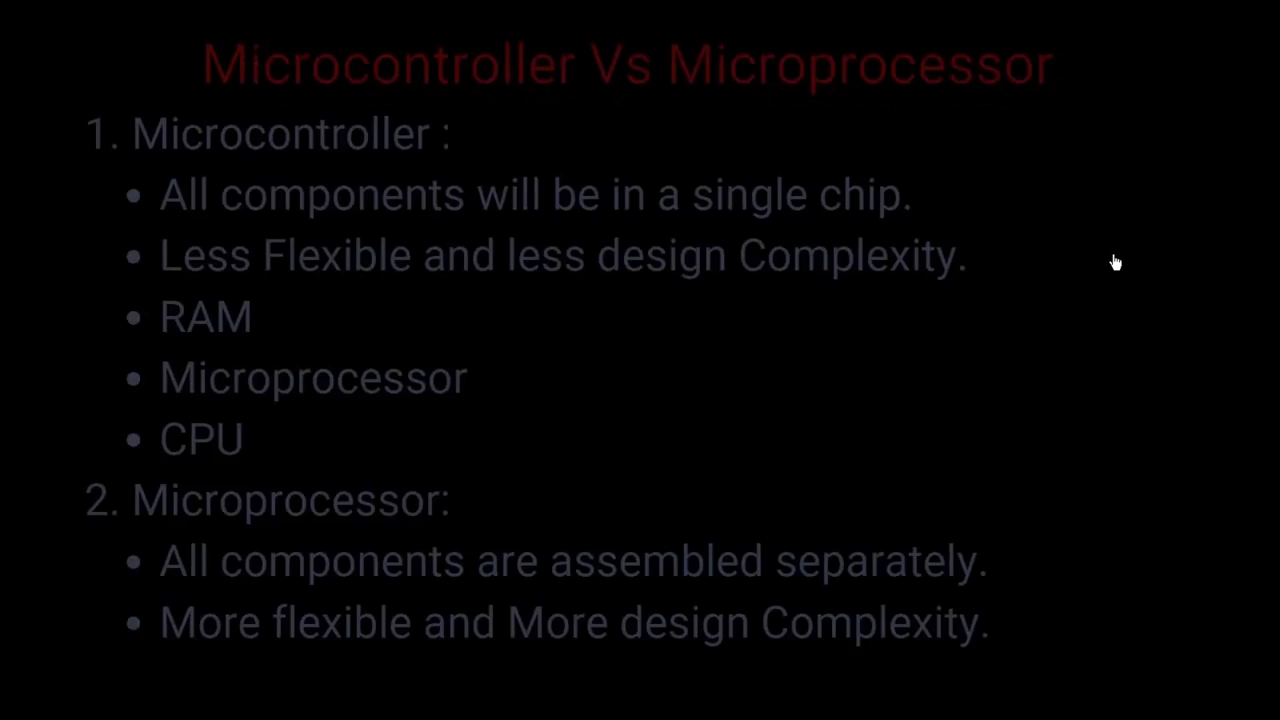 Microcontroller Vs Microprocessor
1. Microcontroller :
• All components will be in a single chip.
• Less Flexible and less design Complexity.
• RAM
• Microprocessor
• CPU
2. Microprocessor:
• All components are assembled separately.
• More flexible and More design Complexity.